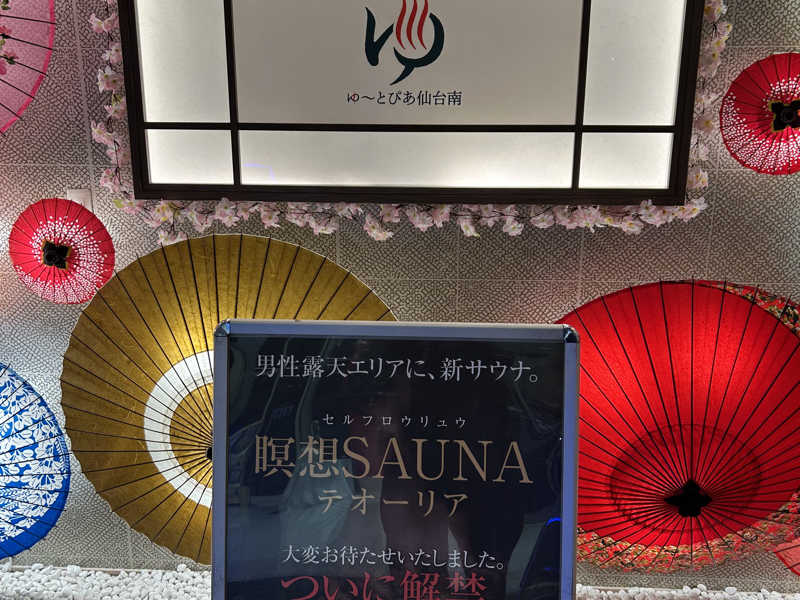 ゆ
ゆ〜とぴあ仙台南
男性露天エリアに、新サウナ。
セルフロウリュウ
瞑想SAUNA
テオーリア
大変お待たせいたしました。
ついに解禁